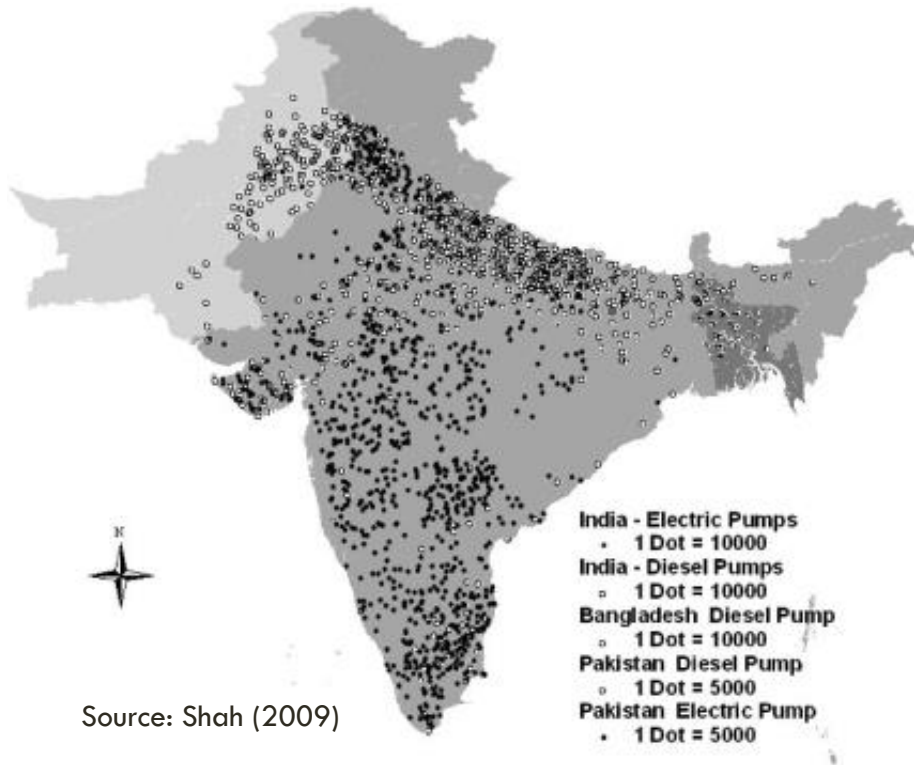 N
India - Electric Pumps
1 Dot = 10000
India - Diesel Pumps
1 Dot = 10000
Bangladesh Diesel Pump
1 Dot = 10000
Pakistan Diesel Pump
1 Dot = 5000
Pakistan Electric Pump
1 Dot = 5000
Source: Shah (2009)